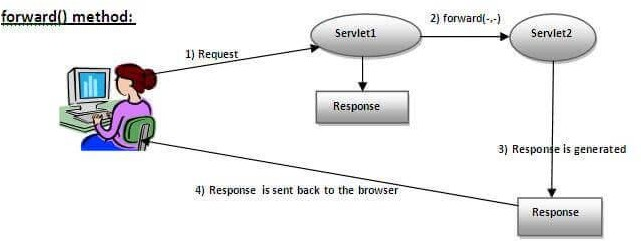 forward() method:
2) forward(-,-)
Servlet1
Servlet2
1) Request
Response
3) Response is generated
4) Response is sent back to the browser
Response